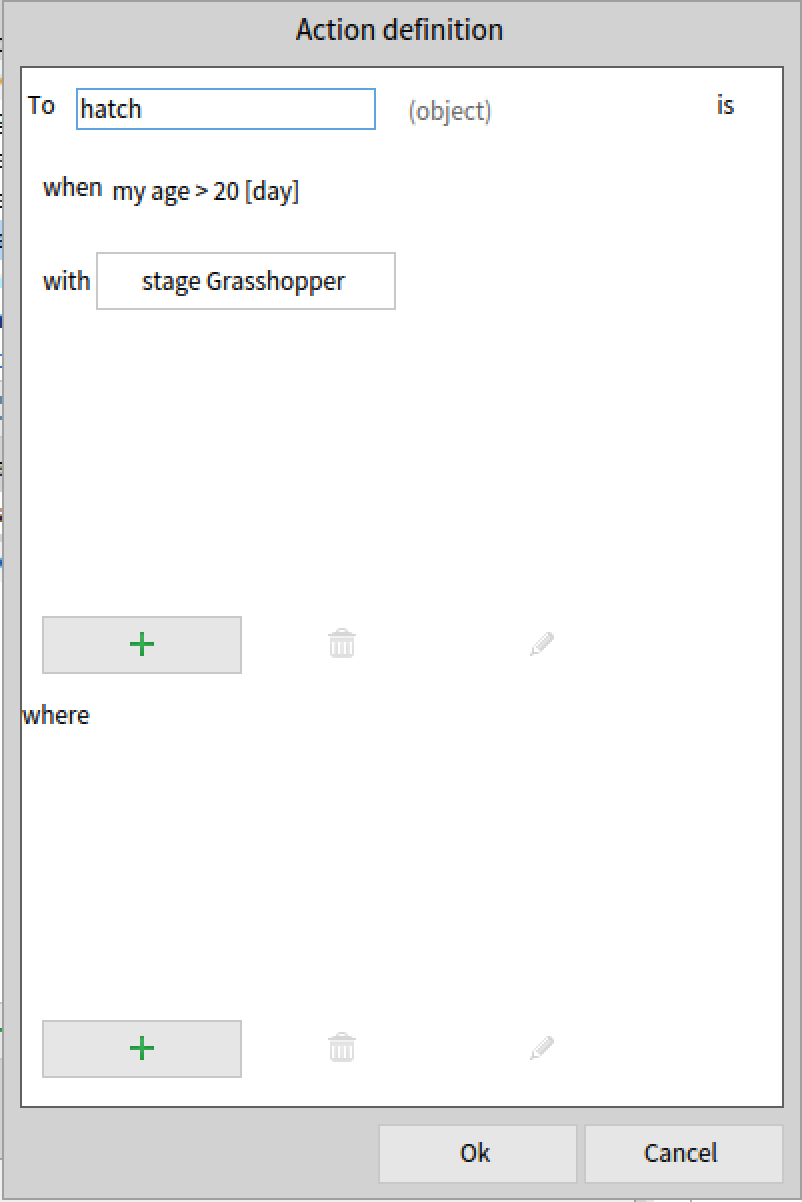 Action definition
To hatch (object) is
when my age > 20 [day]
with stage Grasshopper
where
Ok Cancel